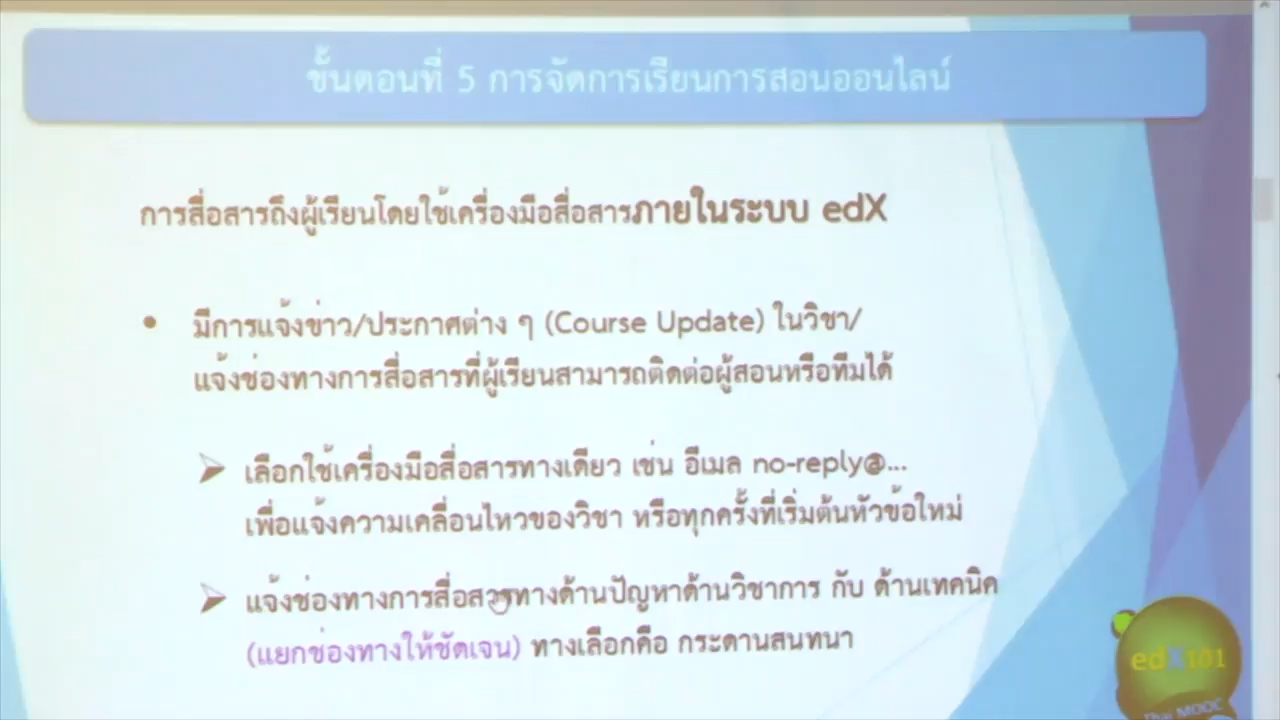 ขั้นตอนที่ 5 การจัดการเรียนการสอนออนไลน์
การสื่อสารถึงผู้เรียนโดยใช้เครื่องมือสื่อสารภายในระบบ edX
• มีการแจ้งข่าว/ประกาศต่าง ๆ (Course Update) ในวิชา/
แจ้งช่องทางการสื่อสารที่ผู้เรียนสามารถติดต่อผู้สอนหรือทีมได้
➢ เลือกใช้เครื่องมือสื่อสารทางเดียว เช่น อีเมล no-reply@...
เพื่อแจ้งความเคลื่อนไหวของวิชา หรือทุกครั้งที่เริ่มต้นหัวข้อใหม่
➢ แจ้งช่องทางการสื่อสารทางด้านปัญหาด้านวิชาการ กับ ด้านเทคนิค
(แยกช่องทางให้ชัดเจน) ทางเลือกคือ กระดานสนทนา
edX101
Thai MOOC